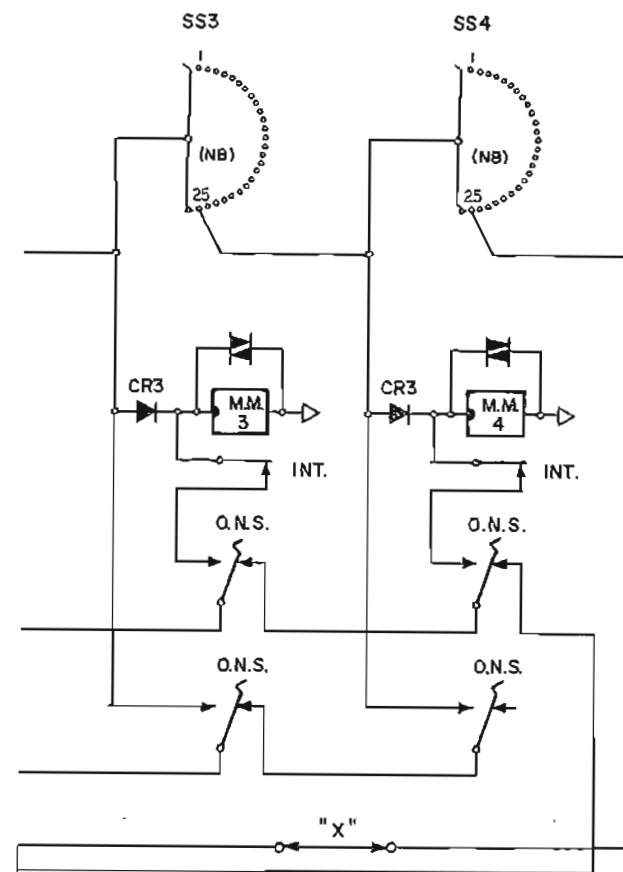 SS3 SS4
1 1
(NB) (NB)
25 25
CR3 M.M. 3 CR3 M.M. 4
INT. INT.
O.N.S. O.N.S.
O.N.S. O.N.S.
"X"